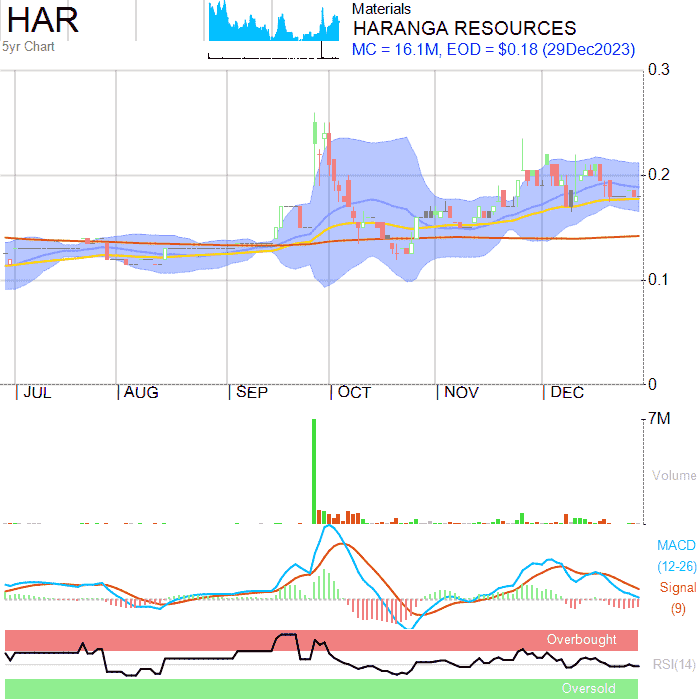 HAR
5yr Chart
Materials
HARANGA RESOURCES
MC = 16.1M, EOD = $0.18 (29Dec2023)
0.3
0.2
0.1
0
JUL AUG SEP OCT NOV DEC
7M
Volume
MACD
(12-26)
Signal
(9)
Overbought
RSI(14)
Oversold